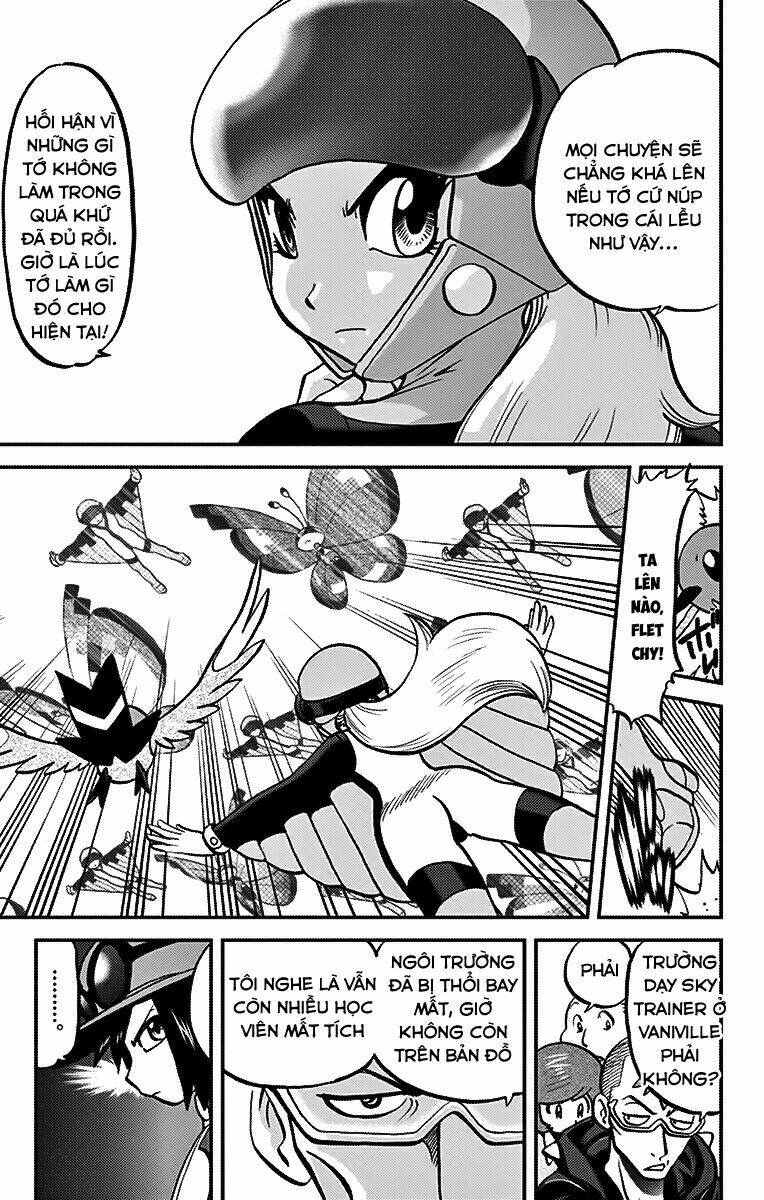 MỌI CHUYỆN SẼ
CHẲNG KHÁ LÊN
NẾU TỚ CỨ NÚP
TRONG CÁI LỀU
NHƯ VẬY...
HỐI HẬN VÌ
NHỮNG GÌ
TỚ KHÔNG
LÀM TRONG
QUÁ KHỨ
ĐÃ ĐỦ RỒI.
GIỜ LÀ LÚC
TỚ LÀM GÌ
ĐÓ CHO
HIỆN TẠI!
TA
LÊN
NÀO,
FLET
CHY!
TRƯỜNG
DẠY SKY
TRAINER Ở
VANIVILLE
PHẢI
KHÔNG?
PHẢI
NGÔI TRƯỜNG
ĐÃ BỊ THỔI BAY
MẤT, GIỜ
KHÔNG CÒN
TRÊN BẢN ĐỒ
TÔI NGHE LÀ VẪN
CÒN NHIỀU HỌC
VIÊN MẤT TÍCH
.........